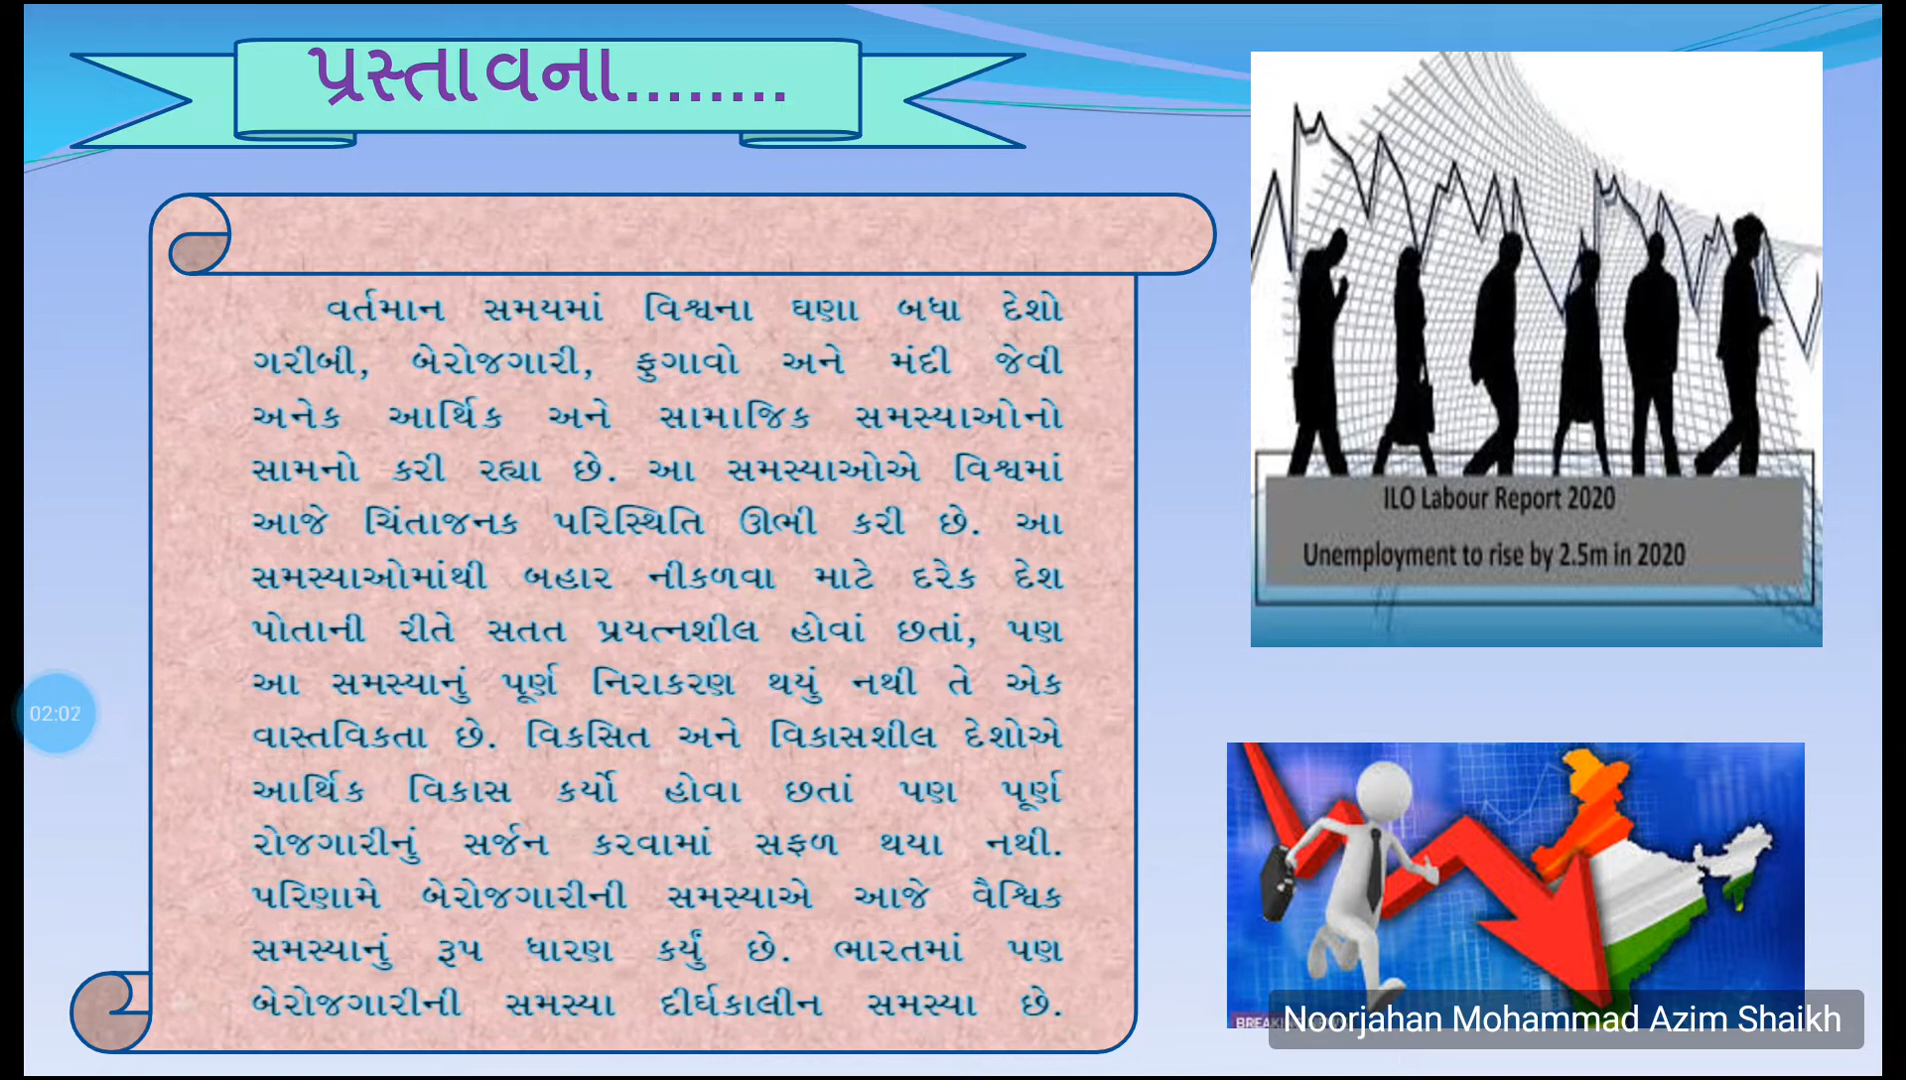 પ્રસ્તાવના........
વર્તમાન સમયમાં વિશ્વના ઘણા બધા દેશો
ગરીબી, બેરોજગારી, ફુગાવો અને મંદી જેવી
અનેક આર્થિક અને સામાજિક સમસ્યાઓનો
સામનો કરી રહ્યા છે. આ સમસ્યાઓએ વિશ્વમાં
આજે ચિંતાજનક પરિસ્થિતિ ઊભી કરી છે. આ
સમસ્યાઓમાંથી બહાર નીકળવા માટે દરેક દેશ
પોતાની રીતે સતત પ્રયત્નશીલ હોવાં છતાં, પણ
આ સમસ્યાનું પૂર્ણ નિરાકરણ થયું નથી તે એક
વાસ્તવિકતા છે. વિકસિત અને વિકાસશીલ દેશોએ
આર્થિક વિકાસ કર્યો હોવા છતાં પણ પૂર્ણ
રોજગારીનું સર્જન કરવામાં સફળ થયા નથી.
પરિણામે બેરોજગારીની સમસ્યાએ આજે વૈશ્વિક
સમસ્યાનું રૂપ ધારણ કર્યું છે. ભારતમાં પણ
બેરોજગારીની સમસ્યા દીર્ઘકાલીન સમસ્યા છે.
ILO Labour Report 2020
Unemployment to rise by 2.5m in 2020
02:02
Noorjahan Mohammad Azim Shaikh